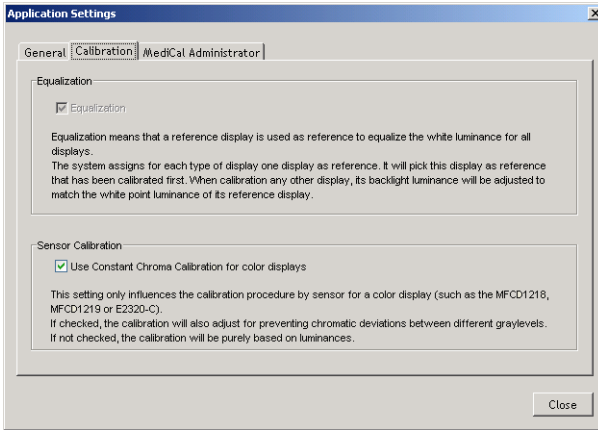 Application Settings
General Calibration MediCal Administrator
Equalization
Equalization
Equalization means that a reference display is used as reference to equalize the white luminance for all
displays.
The system assigns for each type of display one display as reference. It will pick this display as reference
that has been calibrated first. When calibration any other display, its backlight luminance will be adjusted to
match the white point luminance of its reference display.
Sensor Calibration
Use Constant Chroma Calibration for color displays
This setting only influences the calibration procedure by sensor for a color display (such as the MFCD1218,
MFCD1219 or E2320-C).
If checked, the calibration will also adjust for preventing chromatic deviations between different graylevels.
If not checked, the calibration will be purely based on luminances.
Close